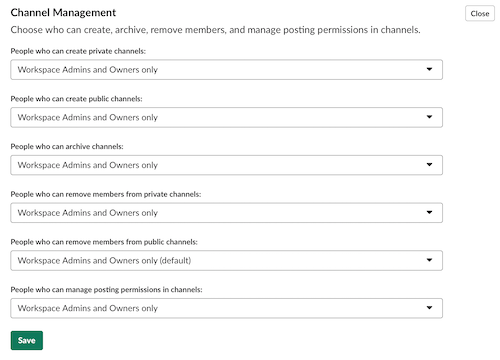 Channel Management
Close
Choose who can create, archive, remove members, and manage posting permissions in channels.
People who can create private channels:
Workspace Admins and Owners only
People who can create public channels:
Workspace Admins and Owners only
People who can archive channels:
Workspace Admins and Owners only
People who can remove members from private channels:
Workspace Admins and Owners only
People who can remove members from public channels:
Workspace Admins and Owners only (default)
People who can manage posting permissions in channels:
Workspace Admins and Owners only
Save